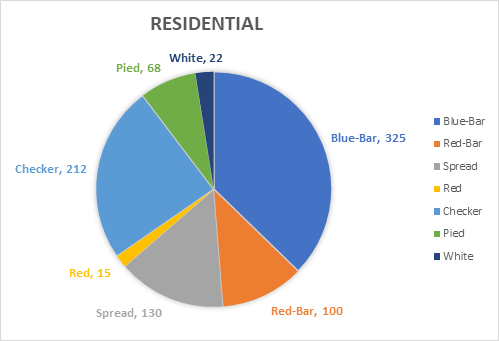 RESIDENTIAL
White, 22
Pied, 68
Blue-Bar, 325
Checker, 212
Red, 15
Spread, 130
Red-Bar, 100
Blue-Bar
Red-Bar
Spread
Red
Checker
Pied
White